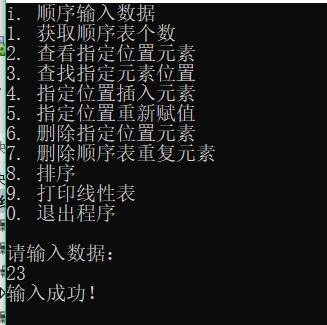 i. 顺序输入数据
1. 获取顺序表个数
2. 查看指定位置元素
3. 查找指定元素位置
4. 指定位置插入元素
5. 指定位置重新赋值
6. 删除指定位置元素
7. 删除顺序表重复元素
8. 排序
9. 打印线性表
0. 退出程序
请输入数据：
23
输入成功！